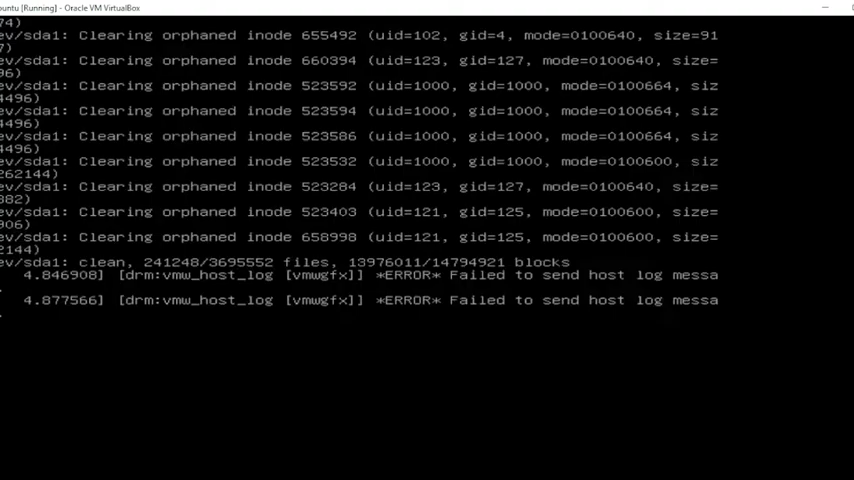 ountu [Running] - Oracle VM VirtualBox
74)
ev/sda1: Clearing orphaned inode 655492 (uid=102, gid=4, mode=0100640, size=91
7)
ev/sda1: Clearing orphaned inode 660394 (uid=123, gid=127, mode=0100640, size=
96)
ev/sda1: Clearing orphaned inode 523592 (uid=1000, gid=1000, mode=0100664, siz
4496)
ev/sda1: Clearing orphaned inode 523594 (uid=1000, gid=1000, mode=0100664, siz
4496)
ev/sda1: Clearing orphaned inode 523586 (uid=1000, gid=1000, mode=0100664, siz
4496)
ev/sda1: Clearing orphaned inode 523532 (uid=1000, gid=1000, mode=0100600, siz
262144)
ev/sda1: Clearing orphaned inode 523284 (uid=123, gid=127, mode=0100640, size=
882)
ev/sda1: Clearing orphaned inode 523403 (uid=121, gid=125, mode=0100600, size=
906)
ev/sda1: Clearing orphaned inode 658998 (uid=121, gid=125, mode=0100600, size=
2144)
ev/sda1: clean, 241248/3695552 files, 13976011/14794921 blocks
4.846908] [drm:vmw_host_log [vmwgfx]] *ERROR* Failed to send host log messa
.
4.877566] [drm:vmw_host_log [vmwgfx]] *ERROR* Failed to send host log messa
.